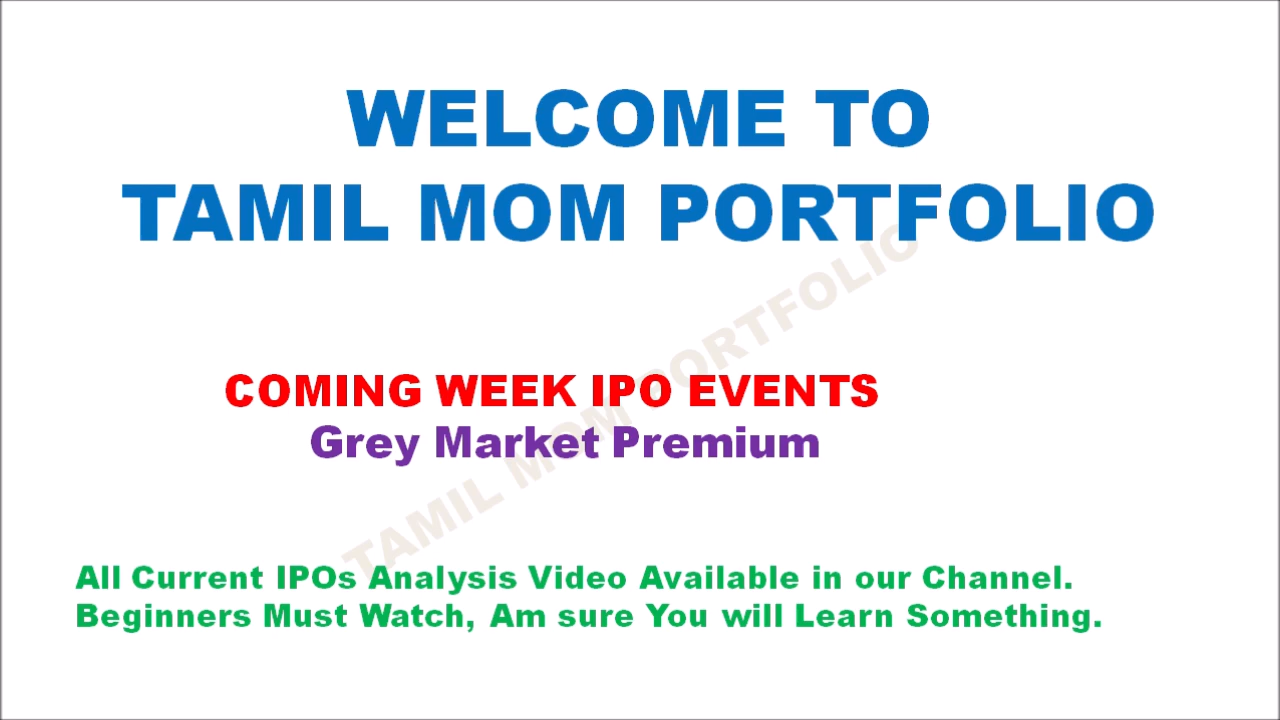 WELCOME TO
TAMIL MOM PORTFOLIO
COMING WEEK IPO EVENTS
Grey Market Premium
TAMIL MOM PORTFOLIO
All Current IPOs Analysis Video Available in our Channel.
Beginners Must Watch, Am sure You will Learn Something.